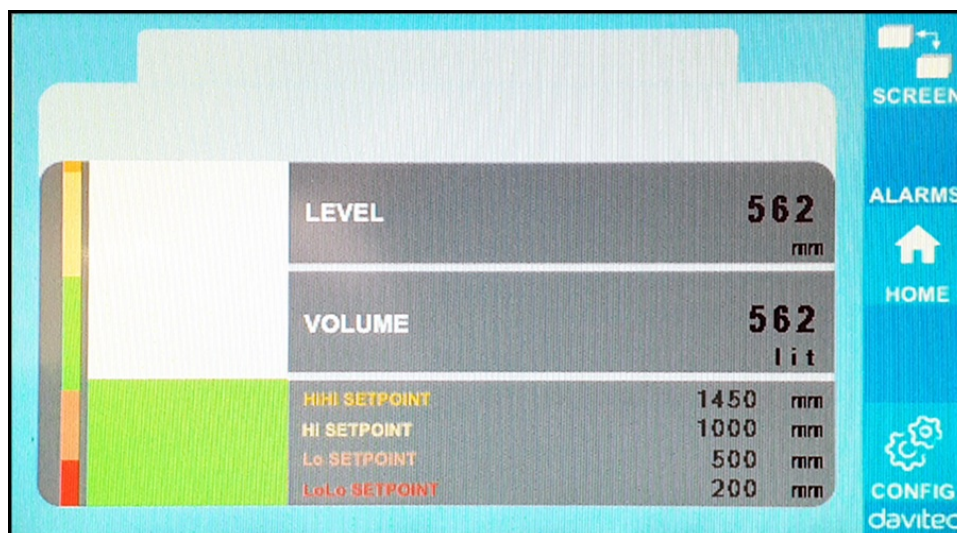 SCREEN
LEVEL 562
mm
ALARMS
VOLUME 562
lit
HOME
HiHi SETPOINT 1450 mm
HI SETPOINT 1000 mm
Lo SETPOINT 500 mm
LoLo SETPOINT 200 mm
CONFIG
davitec